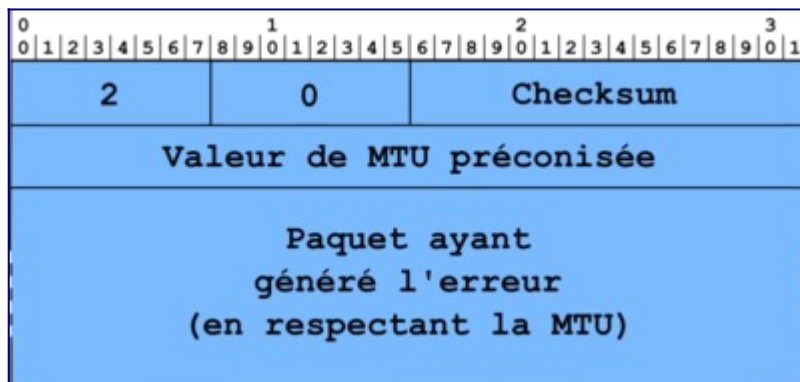 0 1 2 3
0|1|2|3|4|5|6|7|8|9|0|1|2|3|4|5|6|7|8|9|0|1|2|3|4|5|6|7|8|9|0|1
2 0 Checksum
Valeur de MTU préconisée
Paquet ayant
généré l'erreur
(en respectant la MTU)